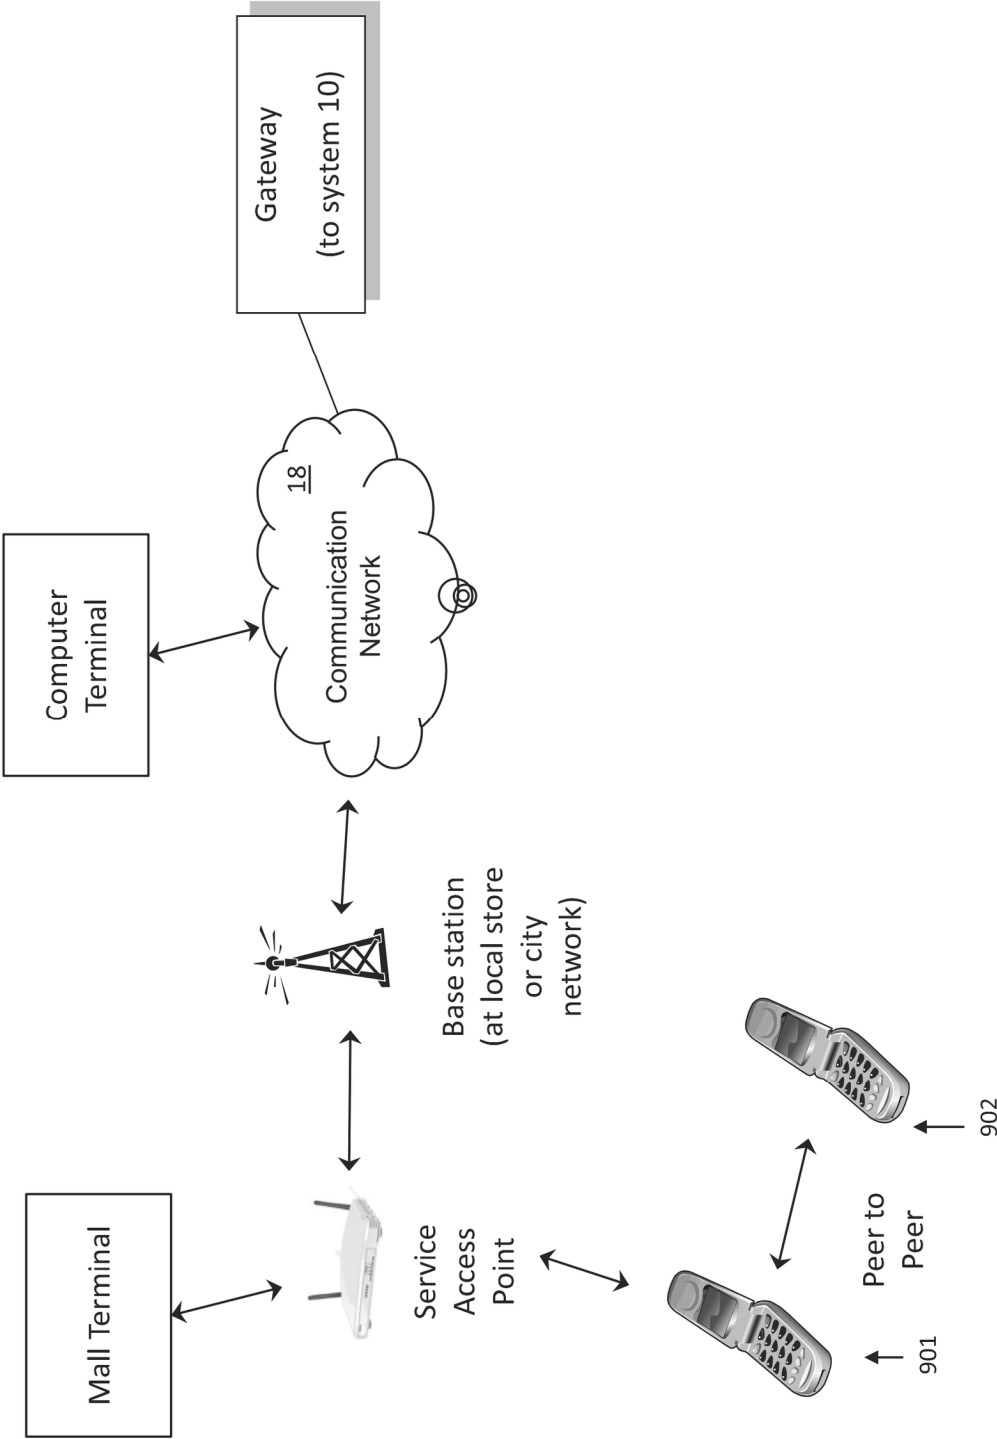 Mall Terminal
Computer
Terminal
Gateway
(to system 10)
18
Communication
Network
Service
Access
Point
Base station
(at local store
or city
network)
Peer to
Peer
901
902